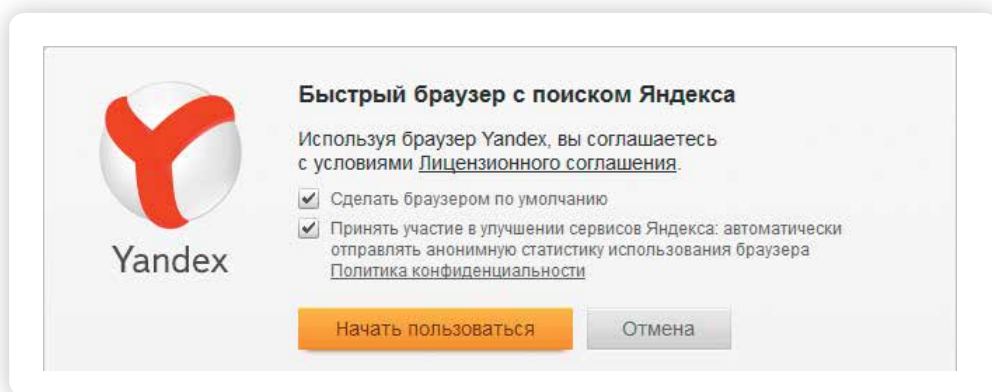 Быстрый браузер с поиском Яндекса
Используя браузер Yandex, вы соглашаетесь
с условиями Лицензионного соглашения.
Сделать браузером по умолчанию
Принять участие в улучшении сервисов Яндекса: автоматически
отправлять анонимную статистику использования браузера
Политика конфиденциальности
Yandex
Начать пользоваться
Отмена